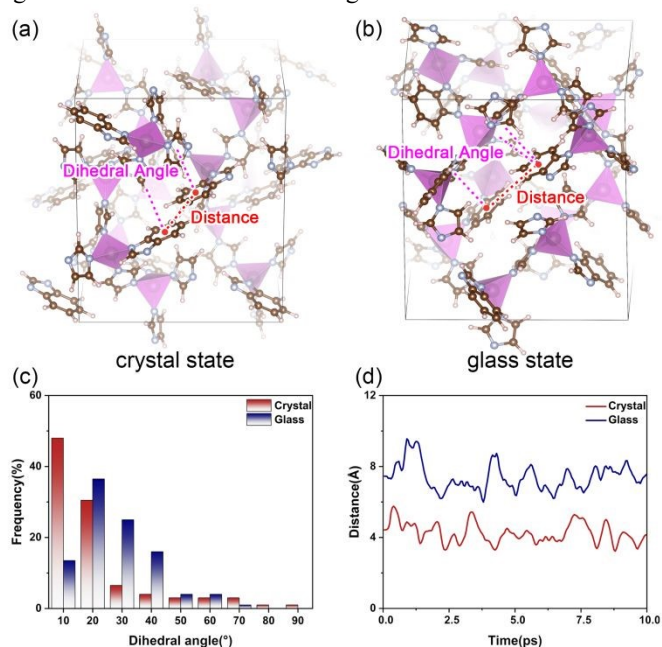 (a)
(b)
Dihedral Angle
Distance
Dihedral Angle
Distance
crystal state
glass state
(c)
60
40
20
0
Frequency(%)
Crystal
Glass
10 20 30 40 50 60 70 80 90
Dihedral angle(°)
(d)
12
8
4
0
Distance(Å)
Crystal
Glass
0.0 2.5 5.0 7.5 10.0
Time(ps)